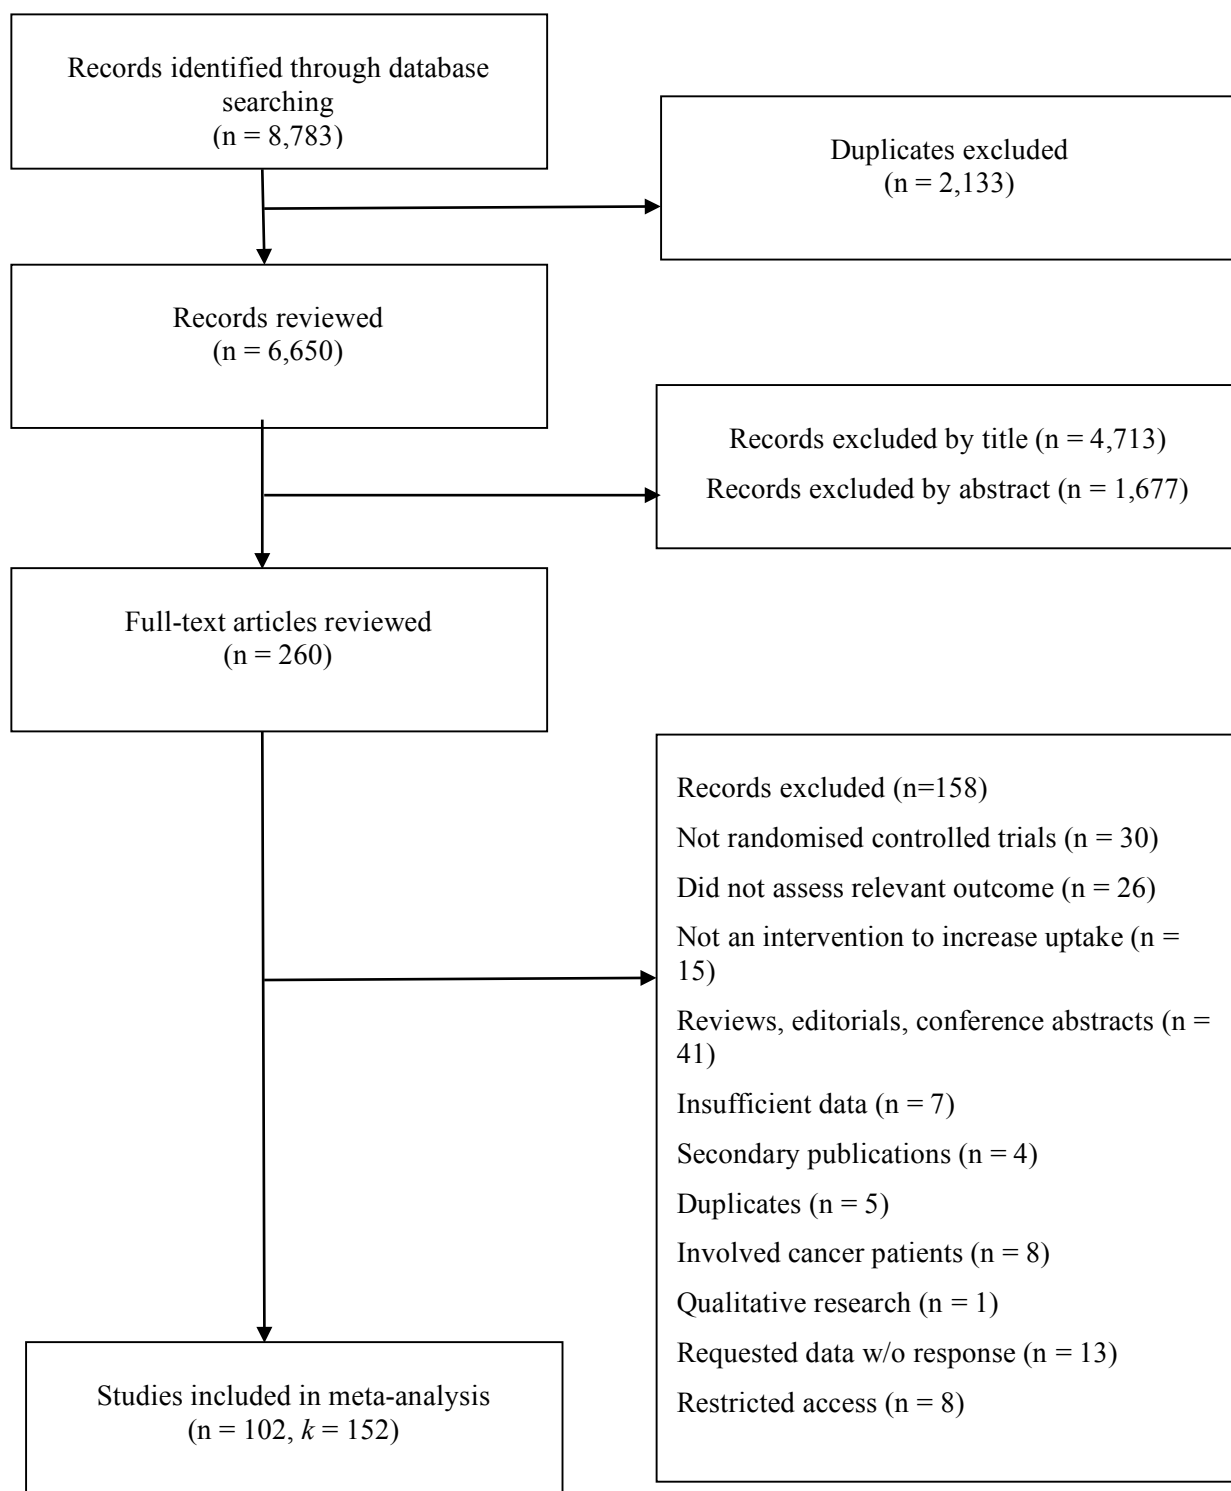 Records identified through database
searching
(n = 8,783)
Duplicates excluded
(n = 2,133)
Records reviewed
(n = 6,650)
Records excluded by title (n = 4,713)
Records excluded by abstract (n = 1,677)
Full-text articles reviewed
(n = 260)
Records excluded (n=158)
Not randomised controlled trials (n = 30)
Did not assess relevant outcome (n = 26)
Not an intervention to increase uptake (n =
15)
Reviews, editorials, conference abstracts (n =
41)
Insufficient data (n = 7)
Secondary publications (n = 4)
Duplicates (n = 5)
Involved cancer patients (n = 8)
Qualitative research (n = 1)
Requested data w/o response (n = 13)
Restricted access (n = 8)
Studies included in meta-analysis
(n = 102, k = 152)